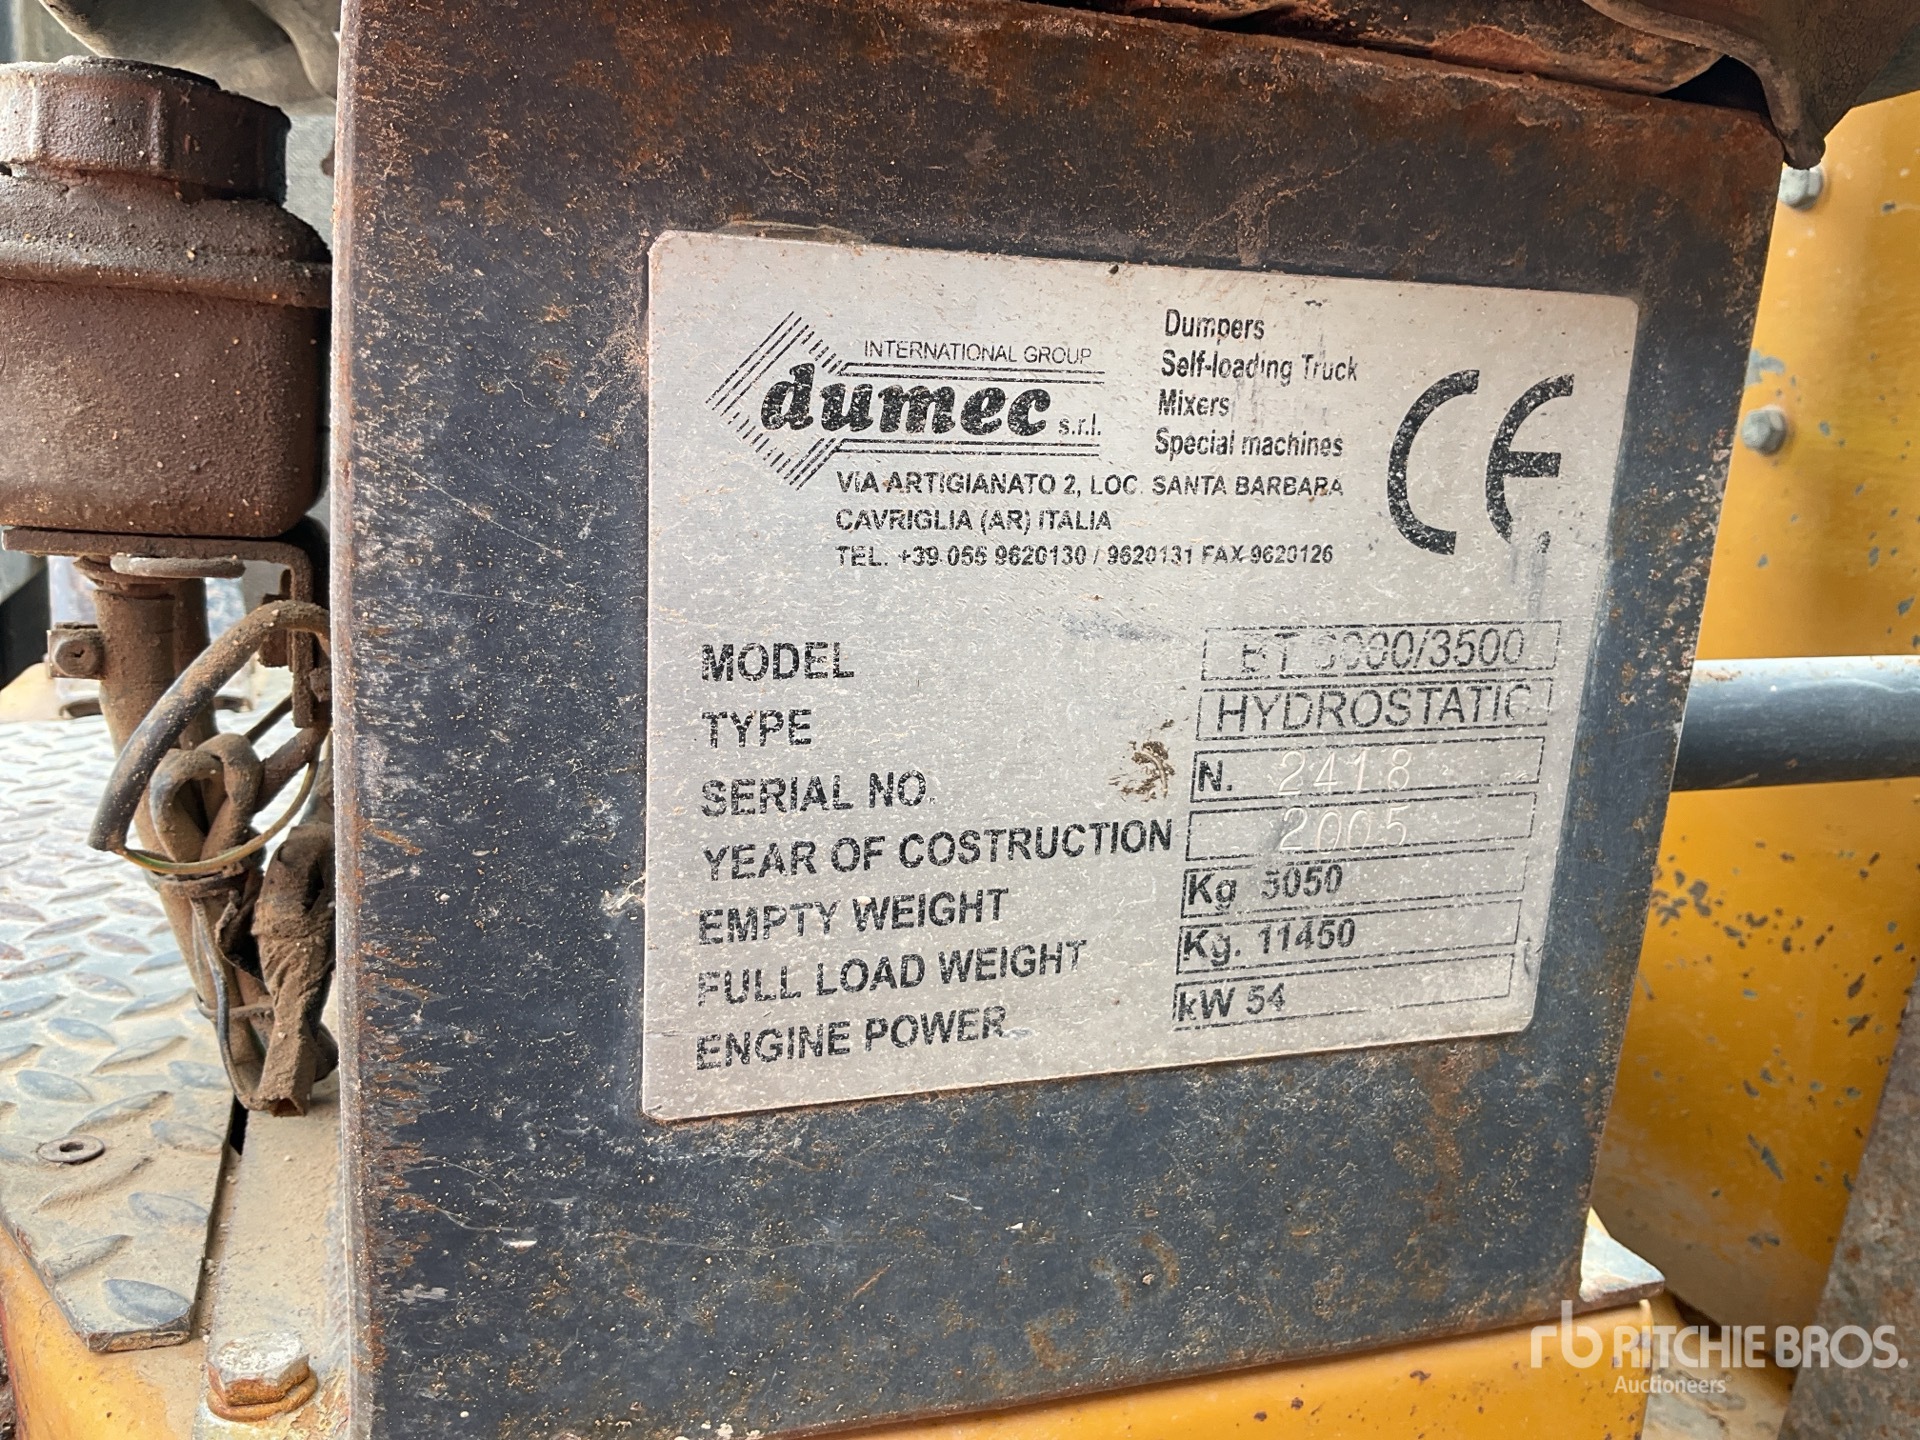 INTERNATIONAL GROUP
dumec s.r.l.
Dumpers
Self-loading Truck
Mixers
Special machines
CE
VIA ARTIGIANATO 2, LOC. SANTA BARBARA
CAVRIGLIA (AR) ITALIA
TEL. +39 055 9620130 / 9620131 FAX 9620126
MODEL
TYPE HYDROSTATIC
SERIAL NO. N. 2418
YEAR OF COSTRUCTION 2005
EMPTY WEIGHT Kg
FULL LOAD WEIGHT Kg. 11450
ENGINE POWER kW 54
rb RITCHIE BROS.
Auctioneers